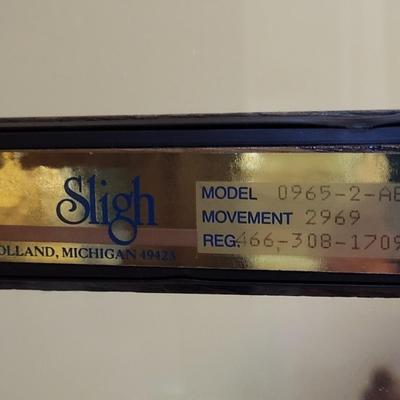 Sligh
OLLAND, MICHIGAN 49423
MODEL 0965-2-AB
MOVEMENT 2969
REG. 466-308-1709